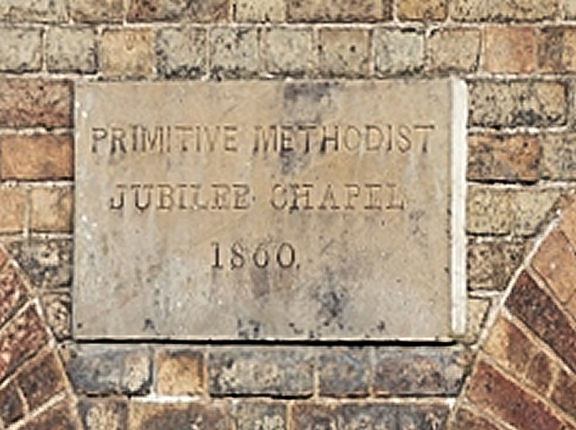 PRIMITIVE METHODIST
JUBILEE CHAPEL
1860.